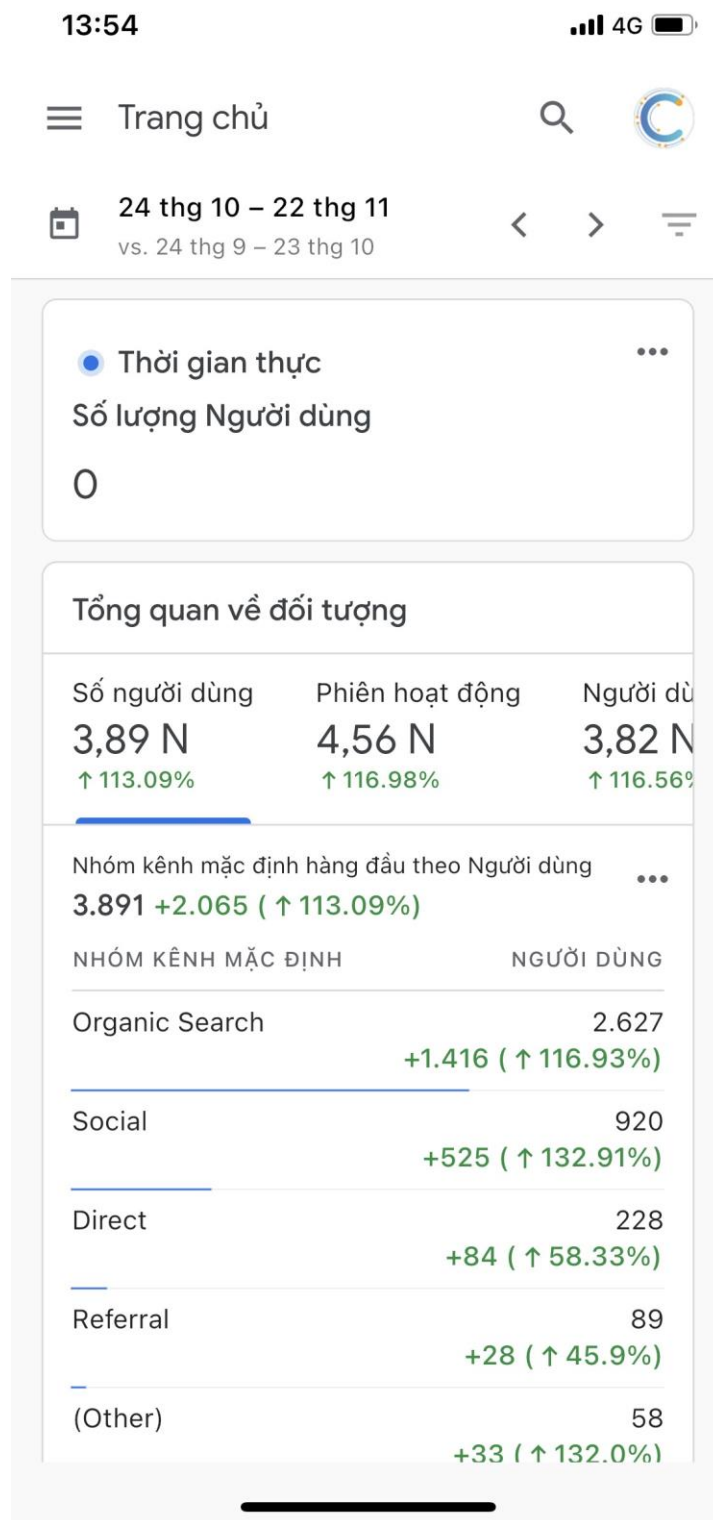 13:54
4G
Trang chủ
24 thg 10 – 22 thg 11
vs. 24 thg 9 – 23 thg 10
Thời gian thực
Số lượng Người dùng
0
Tổng quan về đối tượng
Số người dùng Phiên hoạt động Người dù
3,89 N 4,56 N 3,82 N
↑ 113.09% ↑ 116.98% ↑ 116.56%
Nhóm kênh mặc định hàng đầu theo Người dùng
3.891 +2.065 ( ↑ 113.09%)
NHÓM KÊNH MẶC ĐỊNH NGƯỜI DÙNG
Organic Search 2.627
+1.416 ( ↑ 116.93%)
Social 920
+525 ( ↑ 132.91%)
Direct 228
+84 ( ↑ 58.33%)
Referral 89
+28 ( ↑ 45.9%)
(Other) 58
+33 ( ↑ 132.0%)